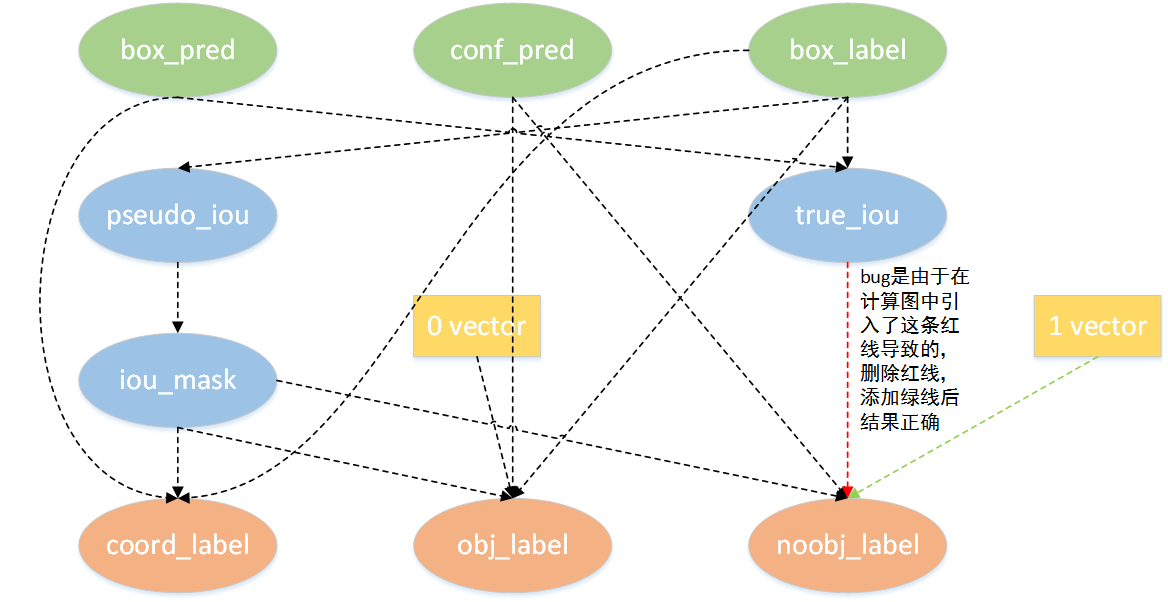 box_pred
conf_pred
box_label
pseudo_iou
true_iou
bug是由于在
计算图中引
入了这条红
线导致的，
删除红线，
添加绿线后
结果正确
0 vector
1 vector
iou_mask
coord_label
obj_label
noobj_label